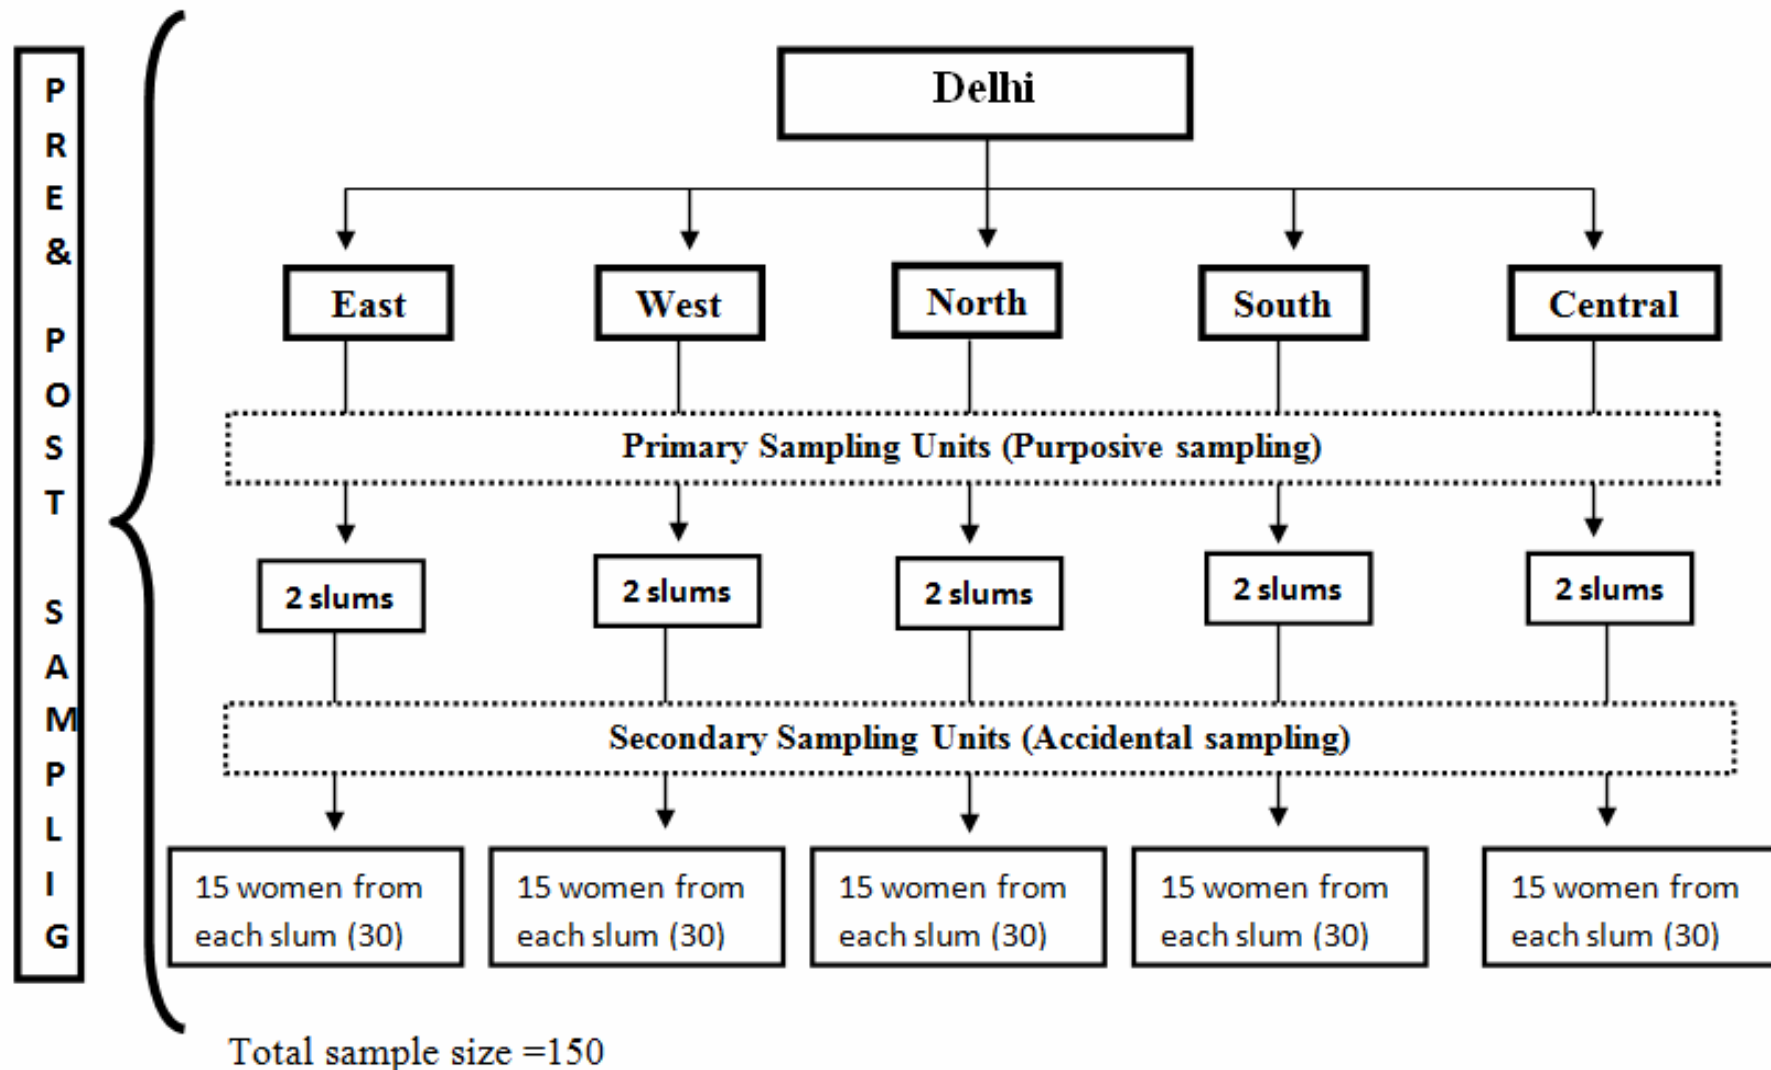 PRE& POST SAMPLIG
Delhi
East
West
North
South
Central
Primary Sampling Units (Purposive sampling)
2 slums
2 slums
2 slums
2 slums
2 slums
Secondary Sampling Units (Accidental sampling)
15 women from
each slum (30)
15 women from
each slum (30)
15 women from
each slum (30)
15 women from
each slum (30)
15 women from
each slum (30)
Total sample size =150